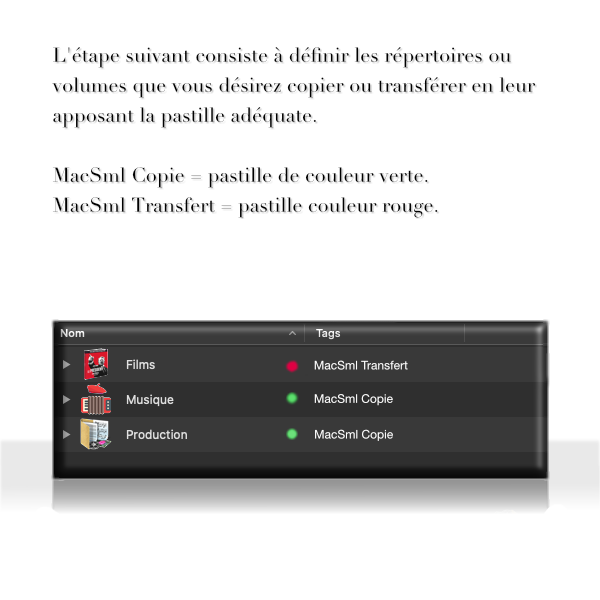 L'étape suivant consiste à définir les répertoires ou
volumes que vous désirez copier ou transférer en leur
apposant la pastille adéquate.
MacSml Copie = pastille de couleur verte.
MacSml Transfert = pastille couleur rouge.
Nom Tags
Films MacSml Transfert
Musique MacSml Copie
Production MacSml Copie